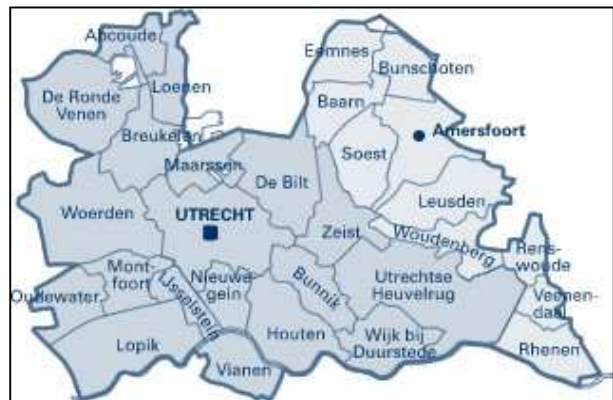 Abcoude
Eemnes
Bunschoten
Loenen
De Ronde
Venen
Baarn
Breukelen
Amersfoort
Maarssen
Soest
De Bilt
Leusden
Woerden
UTRECHT
Zeist
Woudenberg
Rens-
woude
Mont-
foort
Nieuwe
gein
Bunnik
Utrechtse
Heuvelrug
Oudewater
IJsselstein
Veenen-
daal
Lopik
Houten
Wijk bij
Duurstede
Rhenen
Vianen